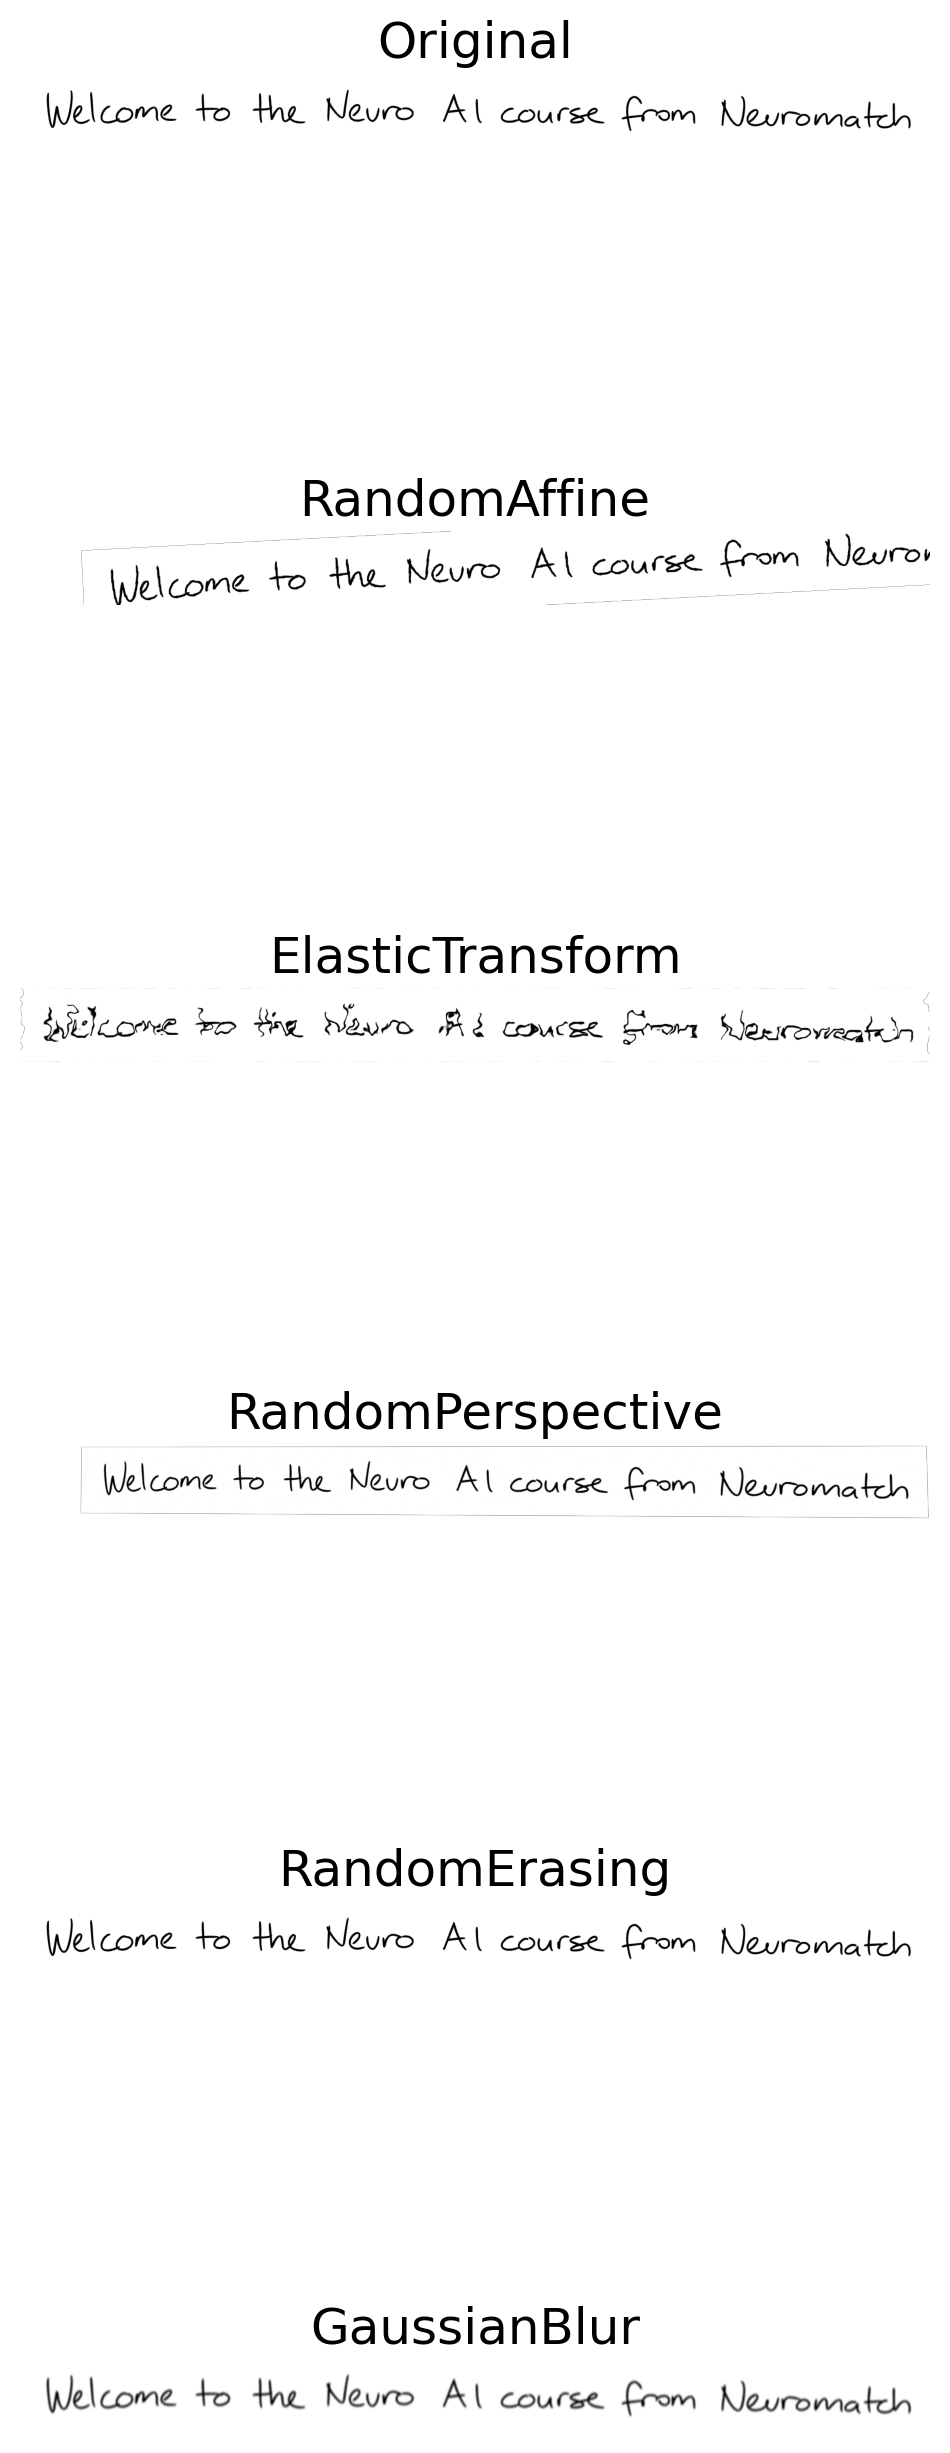 Original
Welcome to the Neuro AI course from Neuromatch
RandomAffine
Welcome to the Neuro AI course from Neuro
ElasticTransform
Welcome to the Neuro AI course from Neuromatch
RandomPerspective
Welcome to the Neuro AI course from Neuromatch
RandomErasing
Welcome to the Neuro AI course from Neuromatch
GaussianBlur
Welcome to the Neuro AI course from Neuromatch